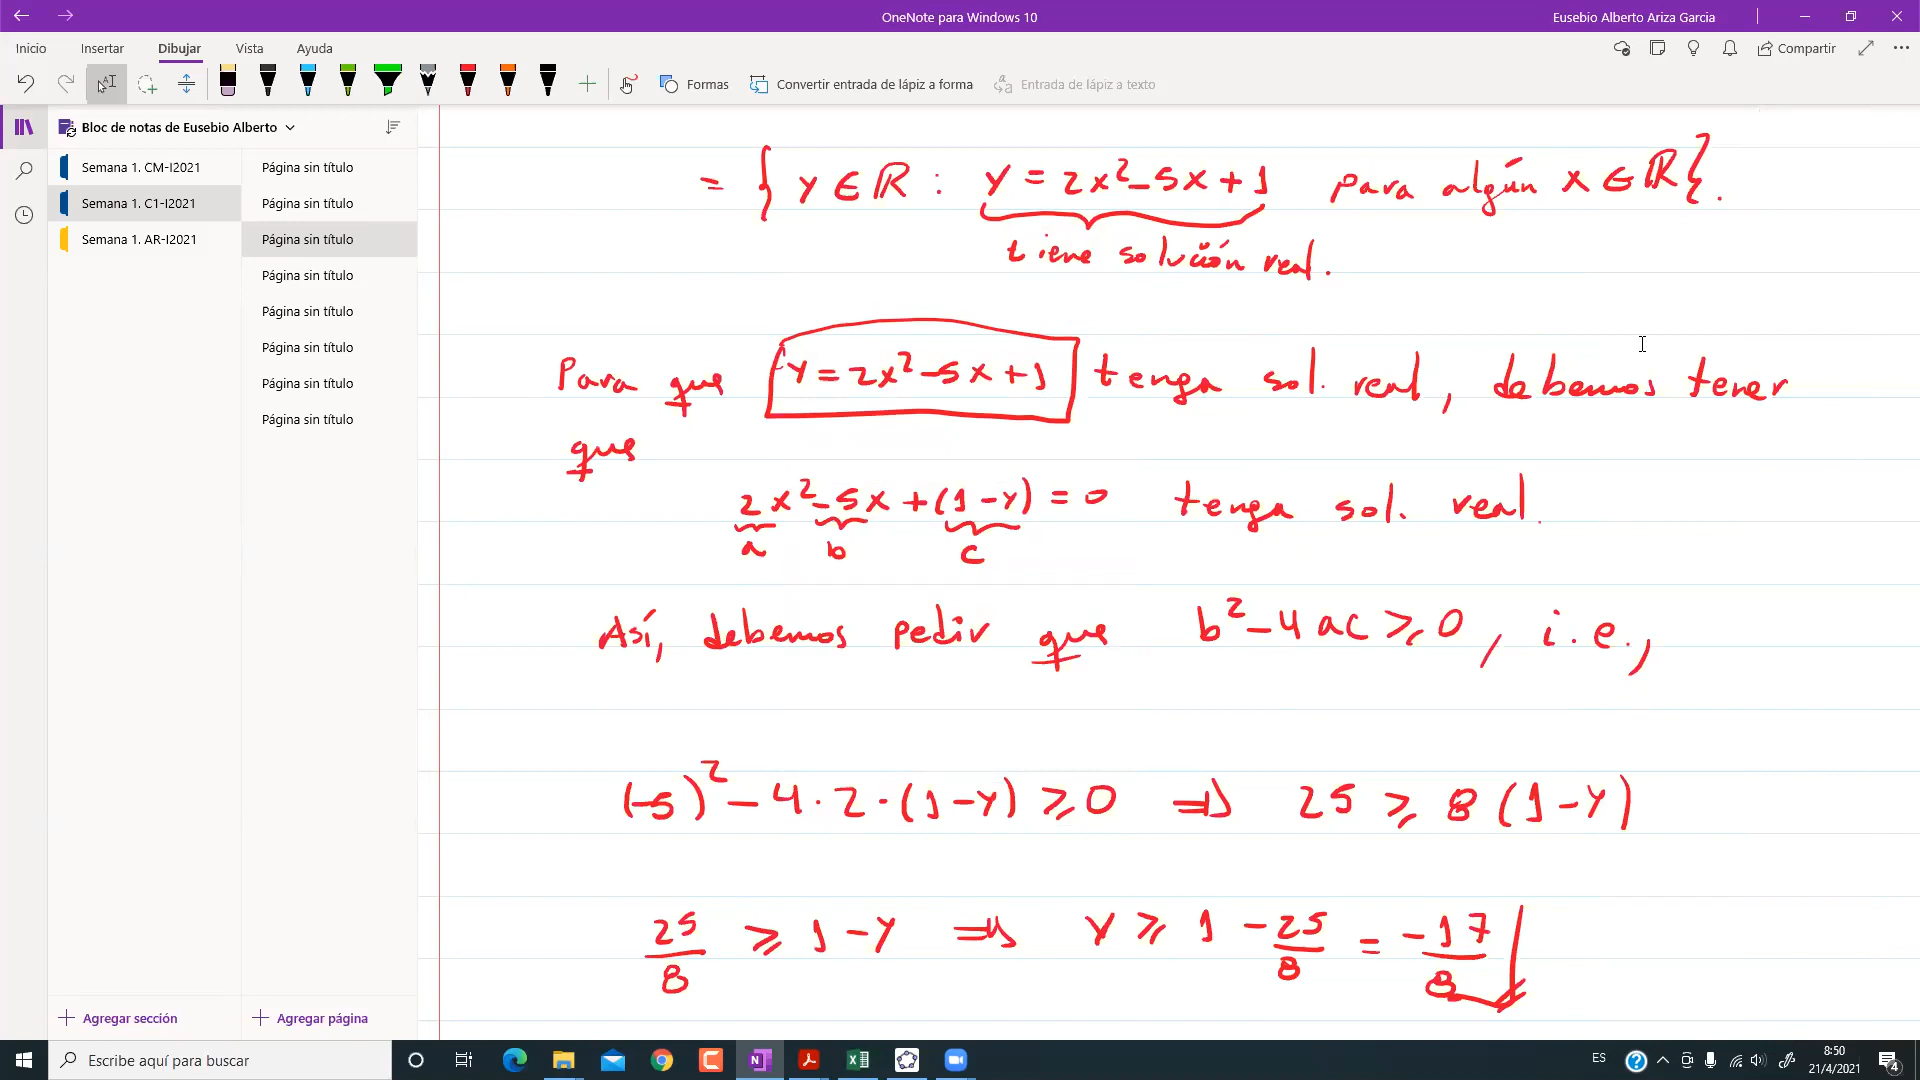 OneNote para Windows 10
Eusebio Alberto Ariza Garcia
Inicio Insertar Dibujar Vista Ayuda
Compartir
Formas
Convertir entrada de lápiz a forma
Entrada de lápiz a texto
Bloc de notas de Eusebio Alberto
Semana 1. CM-I2021
Semana 1. C1-I2021
Semana 1. AR-I2021
Página sin título
Página sin título
Página sin título
Página sin título
Página sin título
Página sin título
Página sin título
Página sin título
Agregar sección
Agregar página
= { y ∈ ℝ : y = 2x² - 5x + 1 para algún x ∈ ℝ }.
tiene solución real.
Para que y = 2x² - 5x + 1 tenga sol. real, debemos tener
que
2x² - 5x + (1 - y) = 0 tenga sol. real.
a b c
Así, debemos pedir que b² - 4ac ≥ 0, i.e.,
(-5)² - 4 · 2 · (1 - y) ≥ 0 ⇒ 25 ≥ 8 (1 - y)
25/8 ≥ 1 - y ⇒ y ≥ 1 - 25/8 = -17/8
Escribe aquí para buscar
ES
8:50
21/4/2021
4